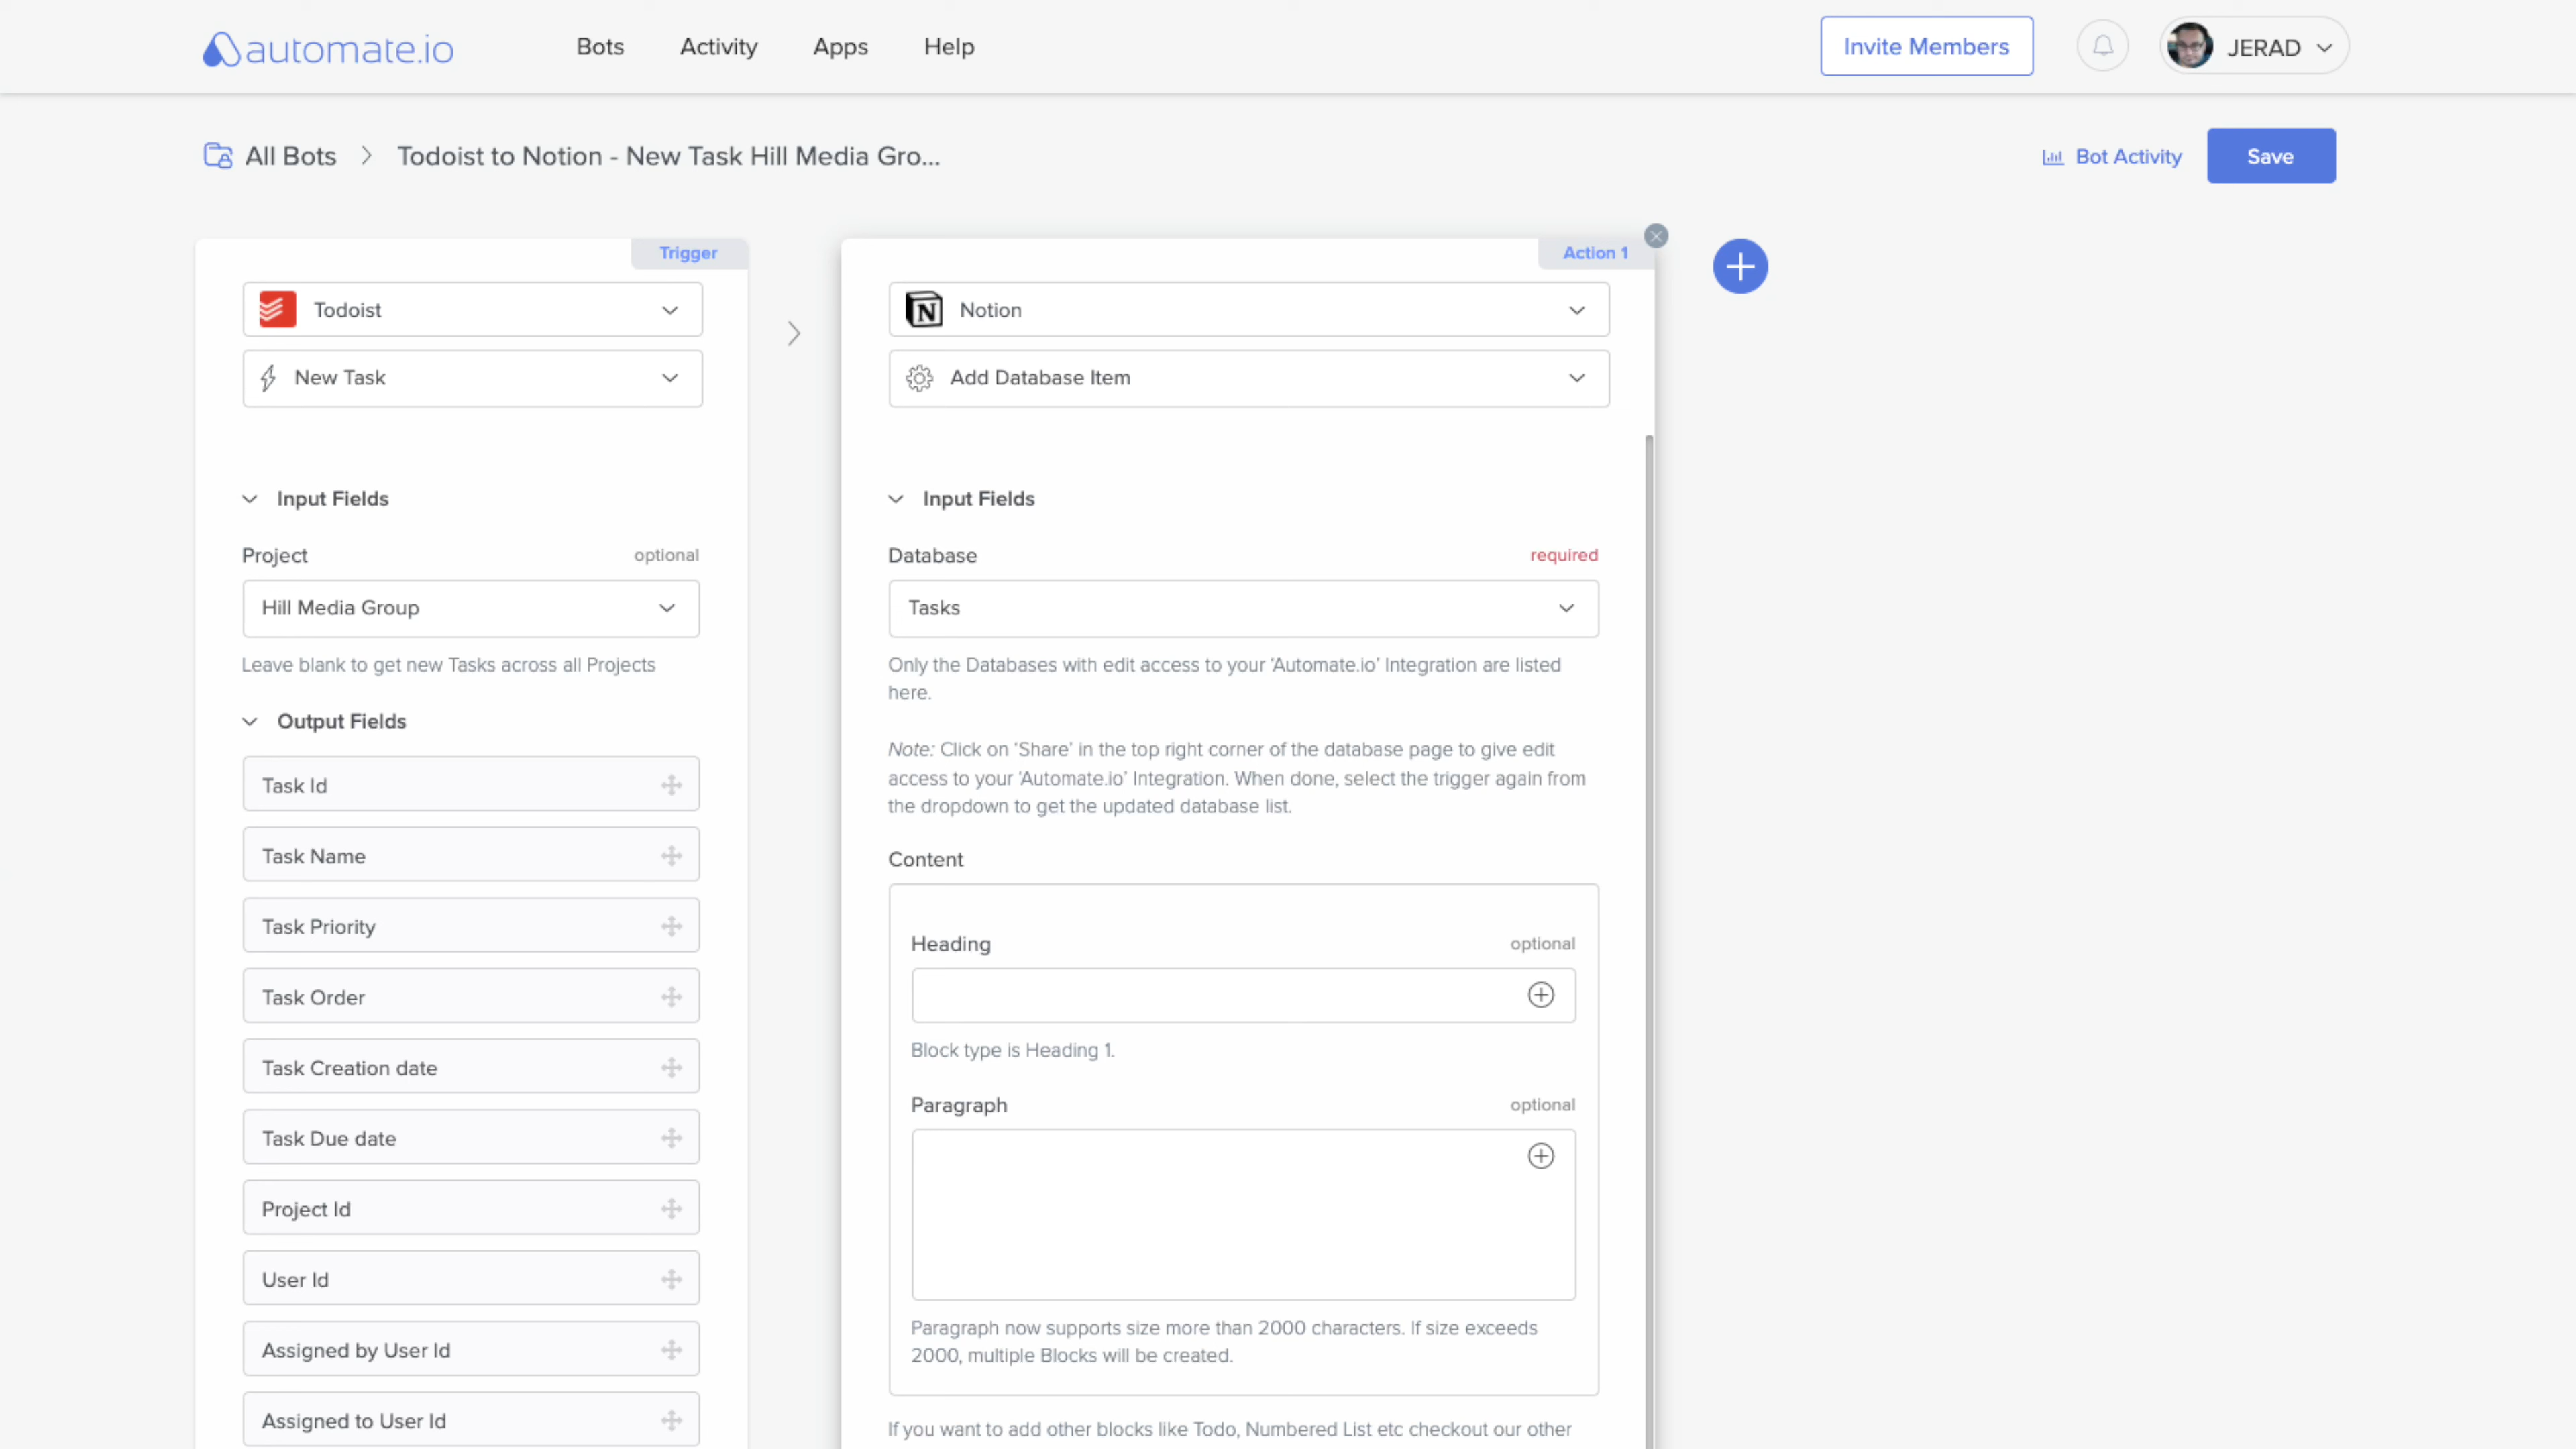 automate.io
Bots
Activity
Apps
Help
Invite Members
JERAD
All Bots
Todoist to Notion - New Task Hill Media Gro...
Bot Activity
Save
Trigger
Todoist
New Task
Input Fields
Project
optional
Hill Media Group
Leave blank to get new Tasks across all Projects
Output Fields
Task Id
Task Name
Task Priority
Task Order
Task Creation date
Task Due date
Project Id
User Id
Assigned by User Id
Assigned to User Id
Action 1
N
Notion
Add Database Item
Input Fields
Database
required
Tasks
Only the Databases with edit access to your 'Automate.io' Integration are listed
here.
Note: Click on 'Share' in the top right corner of the database page to give edit
access to your 'Automate.io' Integration. When done, select the trigger again from
the dropdown to get the updated database list.
Content
Heading
optional
Block type is Heading 1.
Paragraph
optional
Paragraph now supports size more than 2000 characters. If size exceeds
2000, multiple Blocks will be created.
If you want to add other blocks like Todo, Numbered List etc checkout our other